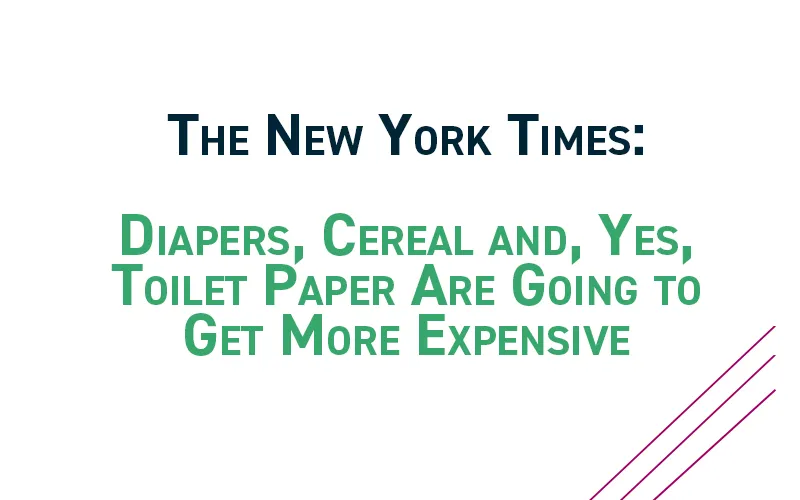 The New York Times:
Diapers, Cereal and, Yes,
Toilet Paper Are Going to
Get More Expensive